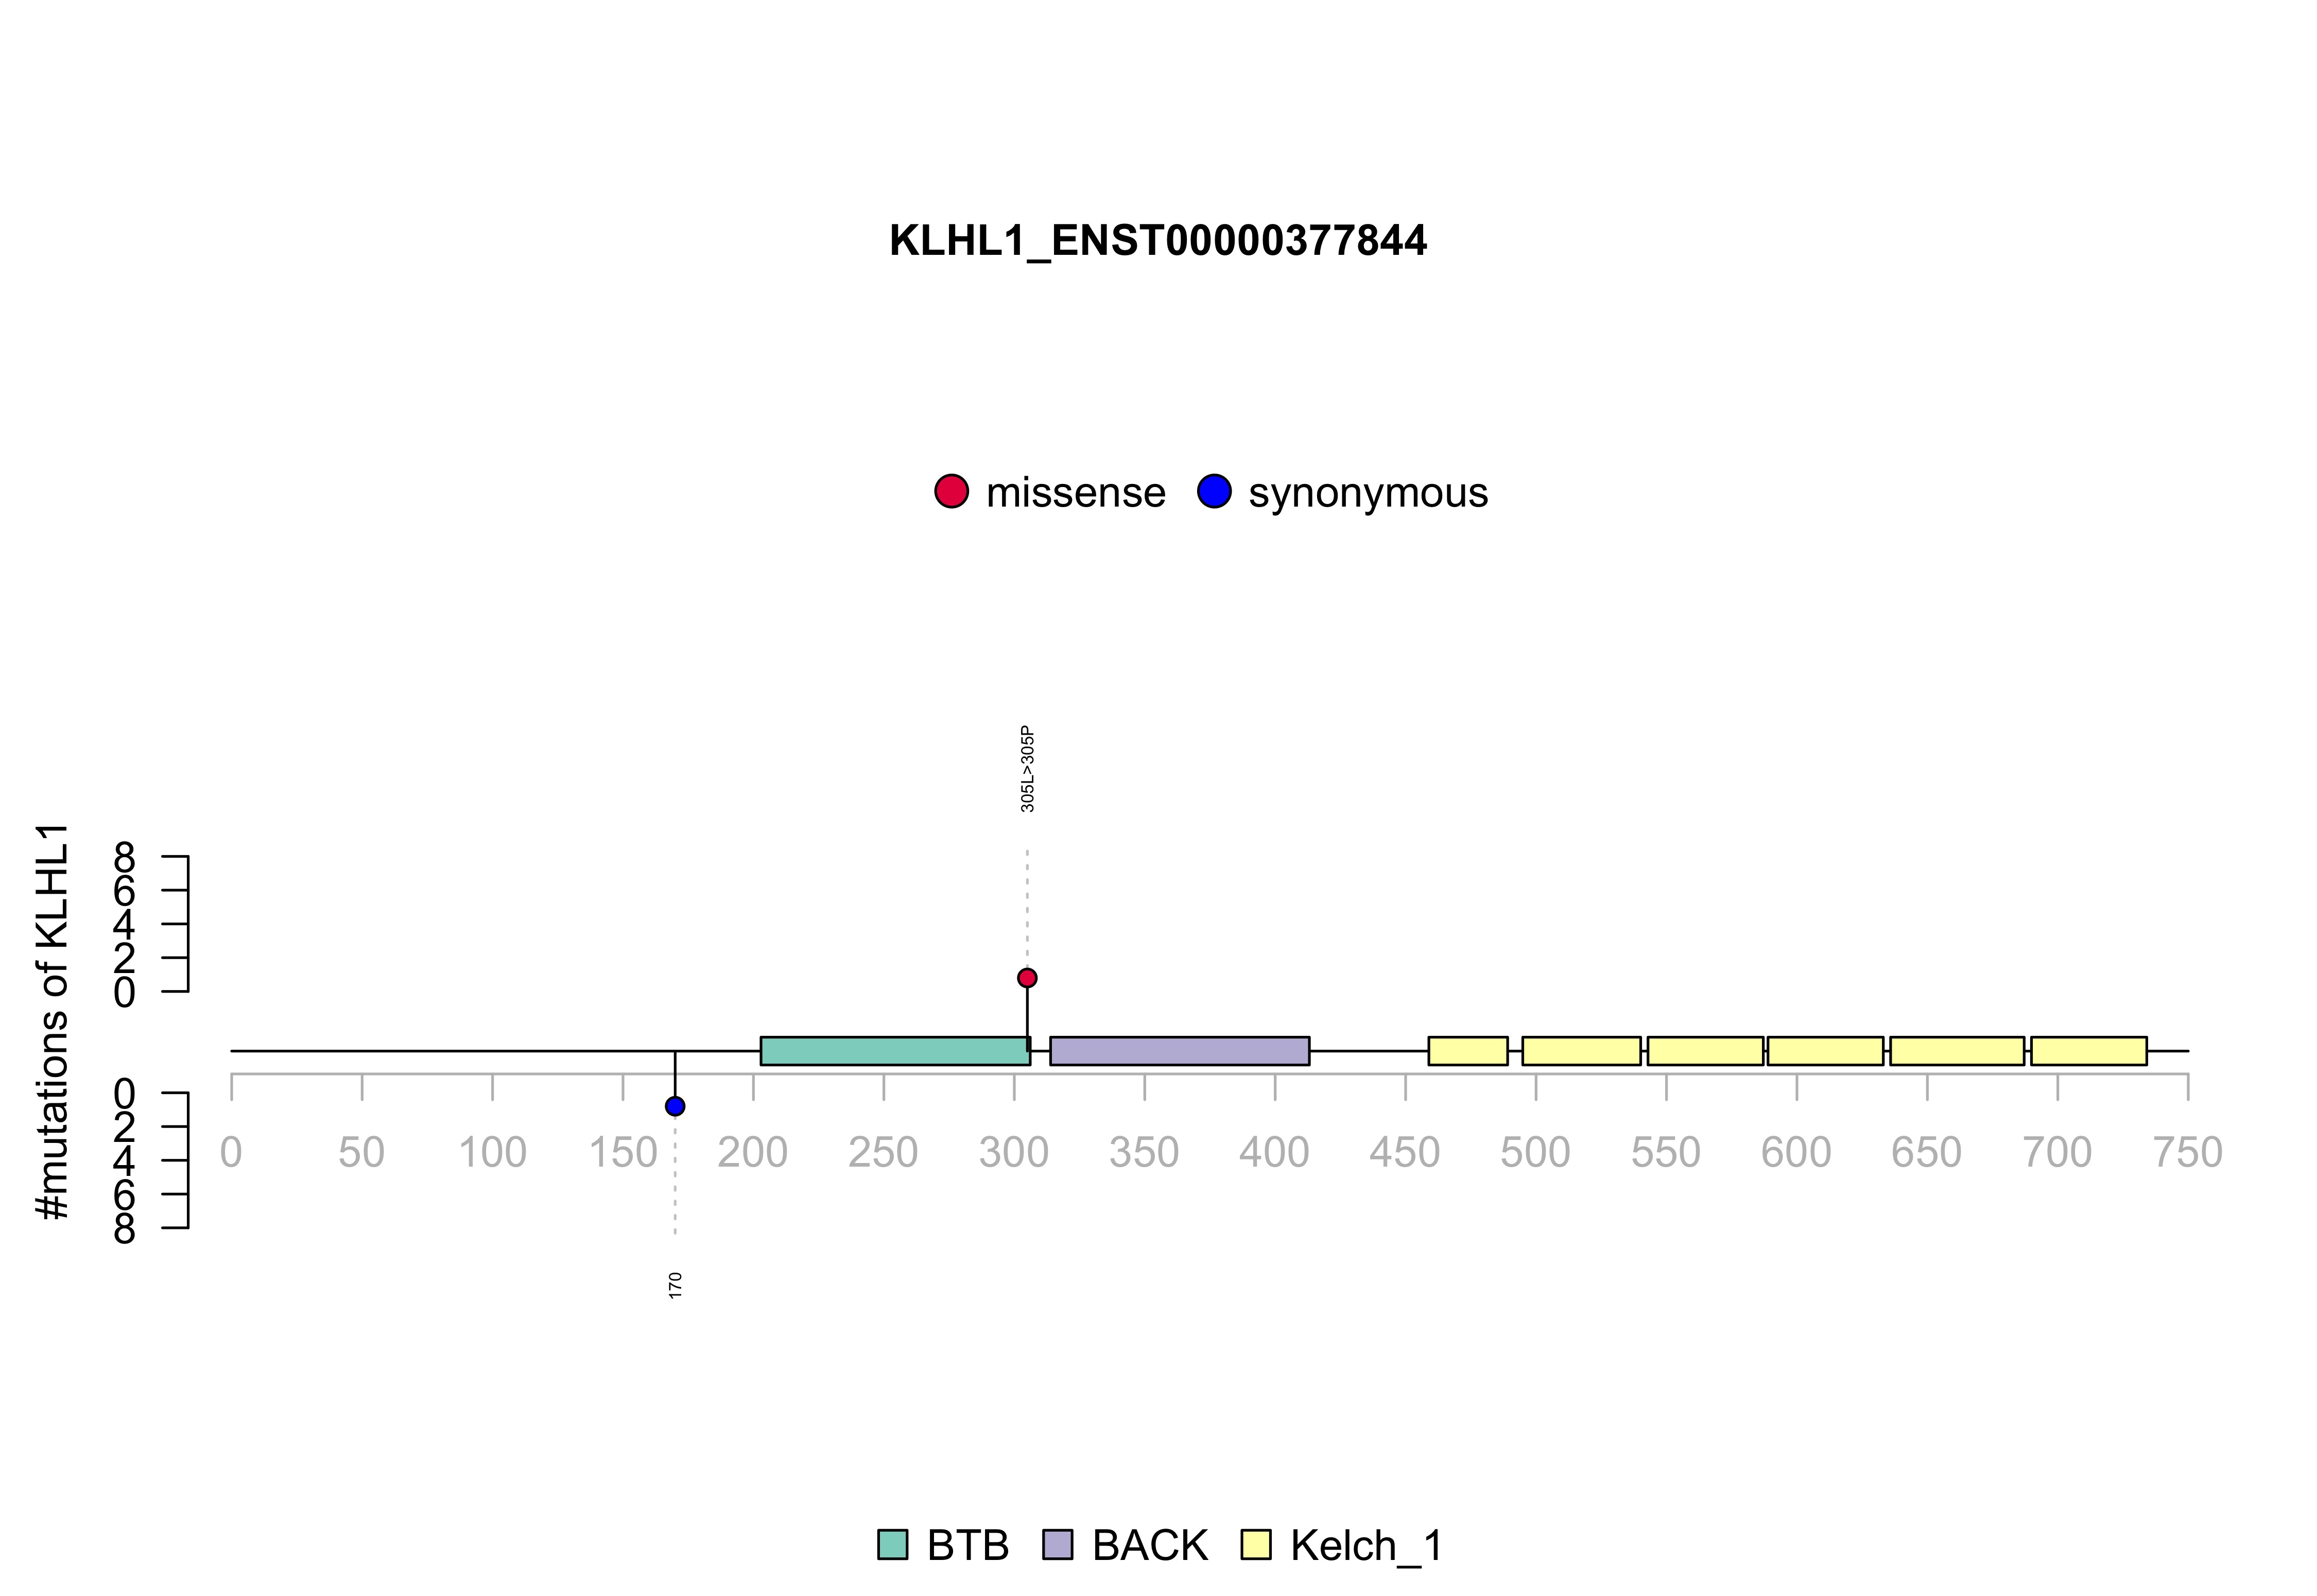 KLHL1_ENST00000377844
missense synonymous
305L>305P
#mutations of KLHL1
8
6
4
2
0
0
2
4
6
8
0 50 100 150 200 250 300 350 400 450 500 550 600 650 700 750
170
BTB BACK Kelch_1